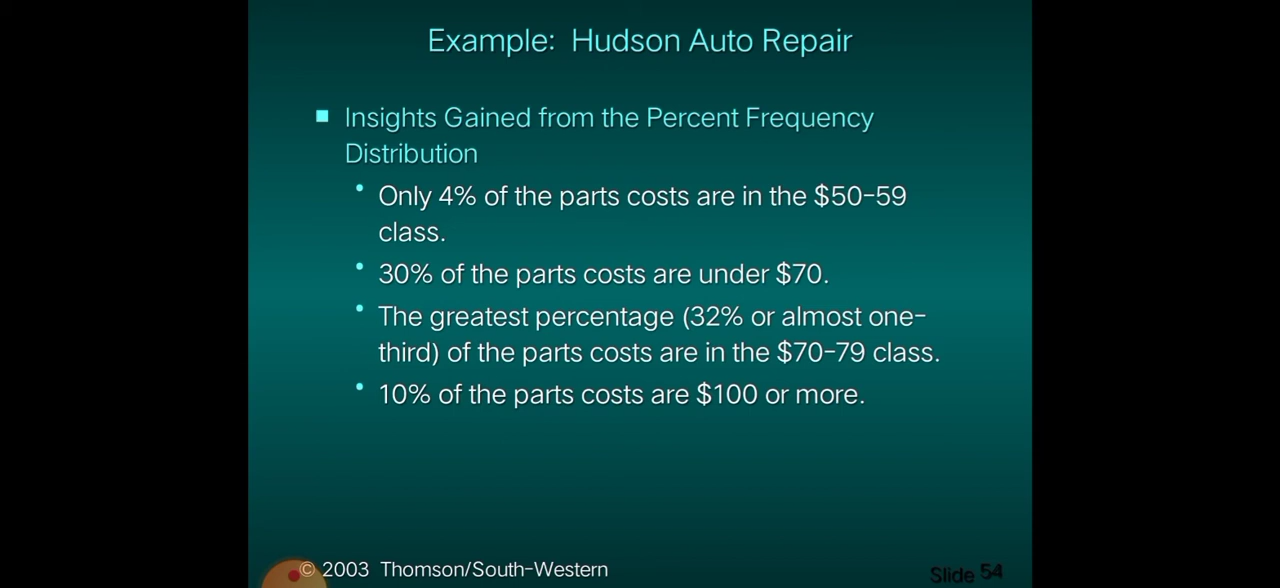 Example: Hudson Auto Repair
■ Insights Gained from the Percent Frequency
Distribution
• Only 4% of the parts costs are in the $50-59
class.
• 30% of the parts costs are under $70.
• The greatest percentage (32% or almost one-
third) of the parts costs are in the $70-79 class.
• 10% of the parts costs are $100 or more.
© 2003 Thomson/South-Western
Slide 54